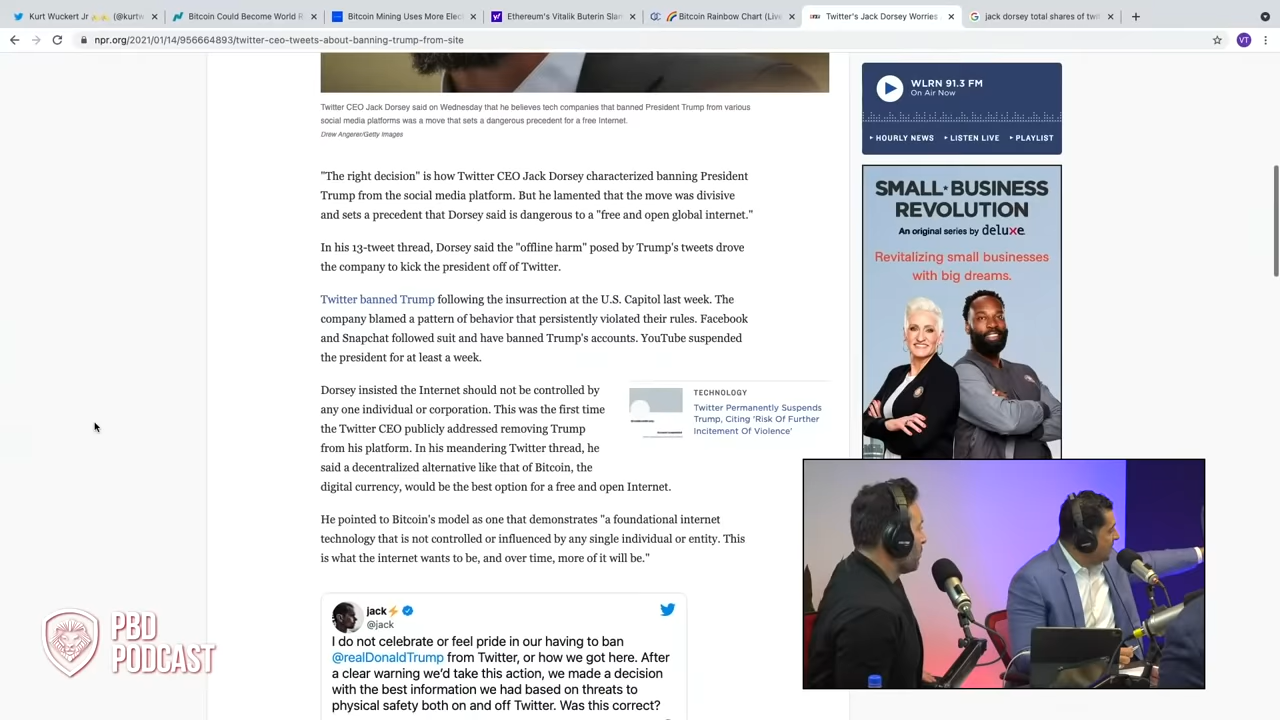 Kurt Wuckert Jr (@kurtw
Bitcoin Could Become World R
Bitcoin Mining Uses More Elec
Ethereum's Vitalik Buterin Slan
Bitcoin Rainbow Chart (Live
Twitter's Jack Dorsey Worries
jack dorsey total shares of twi
npr.org/2021/01/14/956664893/twitter-ceo-tweets-about-banning-trump-from-site
VT
Twitter CEO Jack Dorsey said on Wednesday that he believes tech companies that banned President Trump from various
social media platforms was a move that sets a dangerous precedent for a free Internet.
Drew Angerer/Getty Images
"The right decision" is how Twitter CEO Jack Dorsey characterized banning President
Trump from the social media platform. But he lamented that the move was divisive
and sets a precedent that Dorsey said is dangerous to a "free and open global internet."
In his 13-tweet thread, Dorsey said the "offline harm" posed by Trump's tweets drove
the company to kick the president off of Twitter.
Twitter banned Trump following the insurrection at the U.S. Capitol last week. The
company blamed a pattern of behavior that persistently violated their rules. Facebook
and Snapchat followed suit and have banned Trump's accounts. YouTube suspended
the president for at least a week.
Dorsey insisted the Internet should not be controlled by
any one individual or corporation. This was the first time
the Twitter CEO publicly addressed removing Trump
from his platform. In his meandering Twitter thread, he
said a decentralized alternative like that of Bitcoin, the
digital currency, would be the best option for a free and open Internet.
TECHNOLOGY
Twitter Permanently Suspends
Trump, Citing 'Risk Of Further
Incitement Of Violence'
He pointed to Bitcoin's model as one that demonstrates "a foundational internet
technology that is not controlled or influenced by any single individual or entity. This
is what the internet wants to be, and over time, more of it will be."
jack
@jack
I do not celebrate or feel pride in our having to ban
@realDonaldTrump from Twitter, or how we got here. After
a clear warning we'd take this action, we made a decision
with the best information we had based on threats to
physical safety both on and off Twitter. Was this correct?
WLRN 91.3 FM
On Air Now
HOURLY NEWS LISTEN LIVE PLAYLIST
SMALL BUSINESS
REVOLUTION
An original series by deluxe
Revitalizing small businesses
with big dreams.
PBD
PODCAST